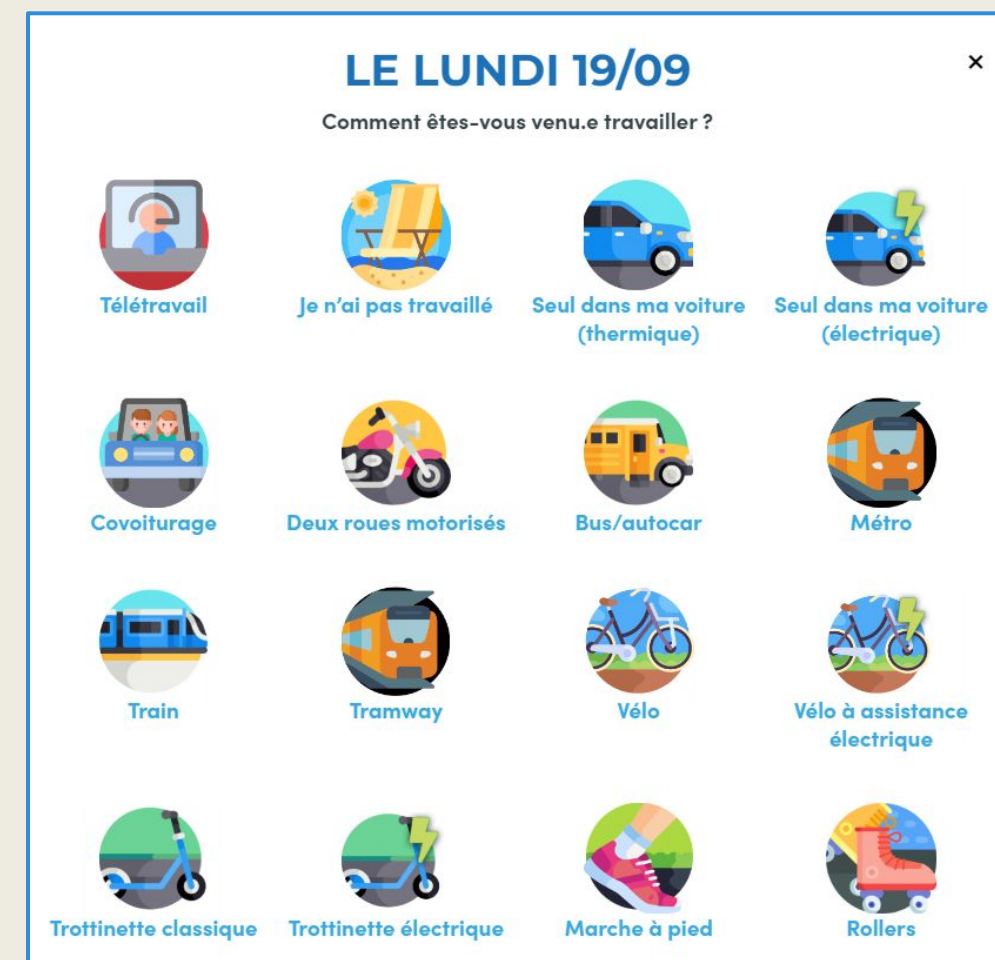 LE LUNDI 19/09
×
Comment êtes-vous venu.e travailler ?
Télétravail
Je n'ai pas travaillé
Seul dans ma voiture
(thermique)
Seul dans ma voiture
(électrique)
Covoiturage
Deux roues motorisés
Bus/autocar
Métro
Train
Tramway
Vélo
Vélo à assistance
électrique
Trottinette classique
Trottinette électrique
Marche à pied
Rollers